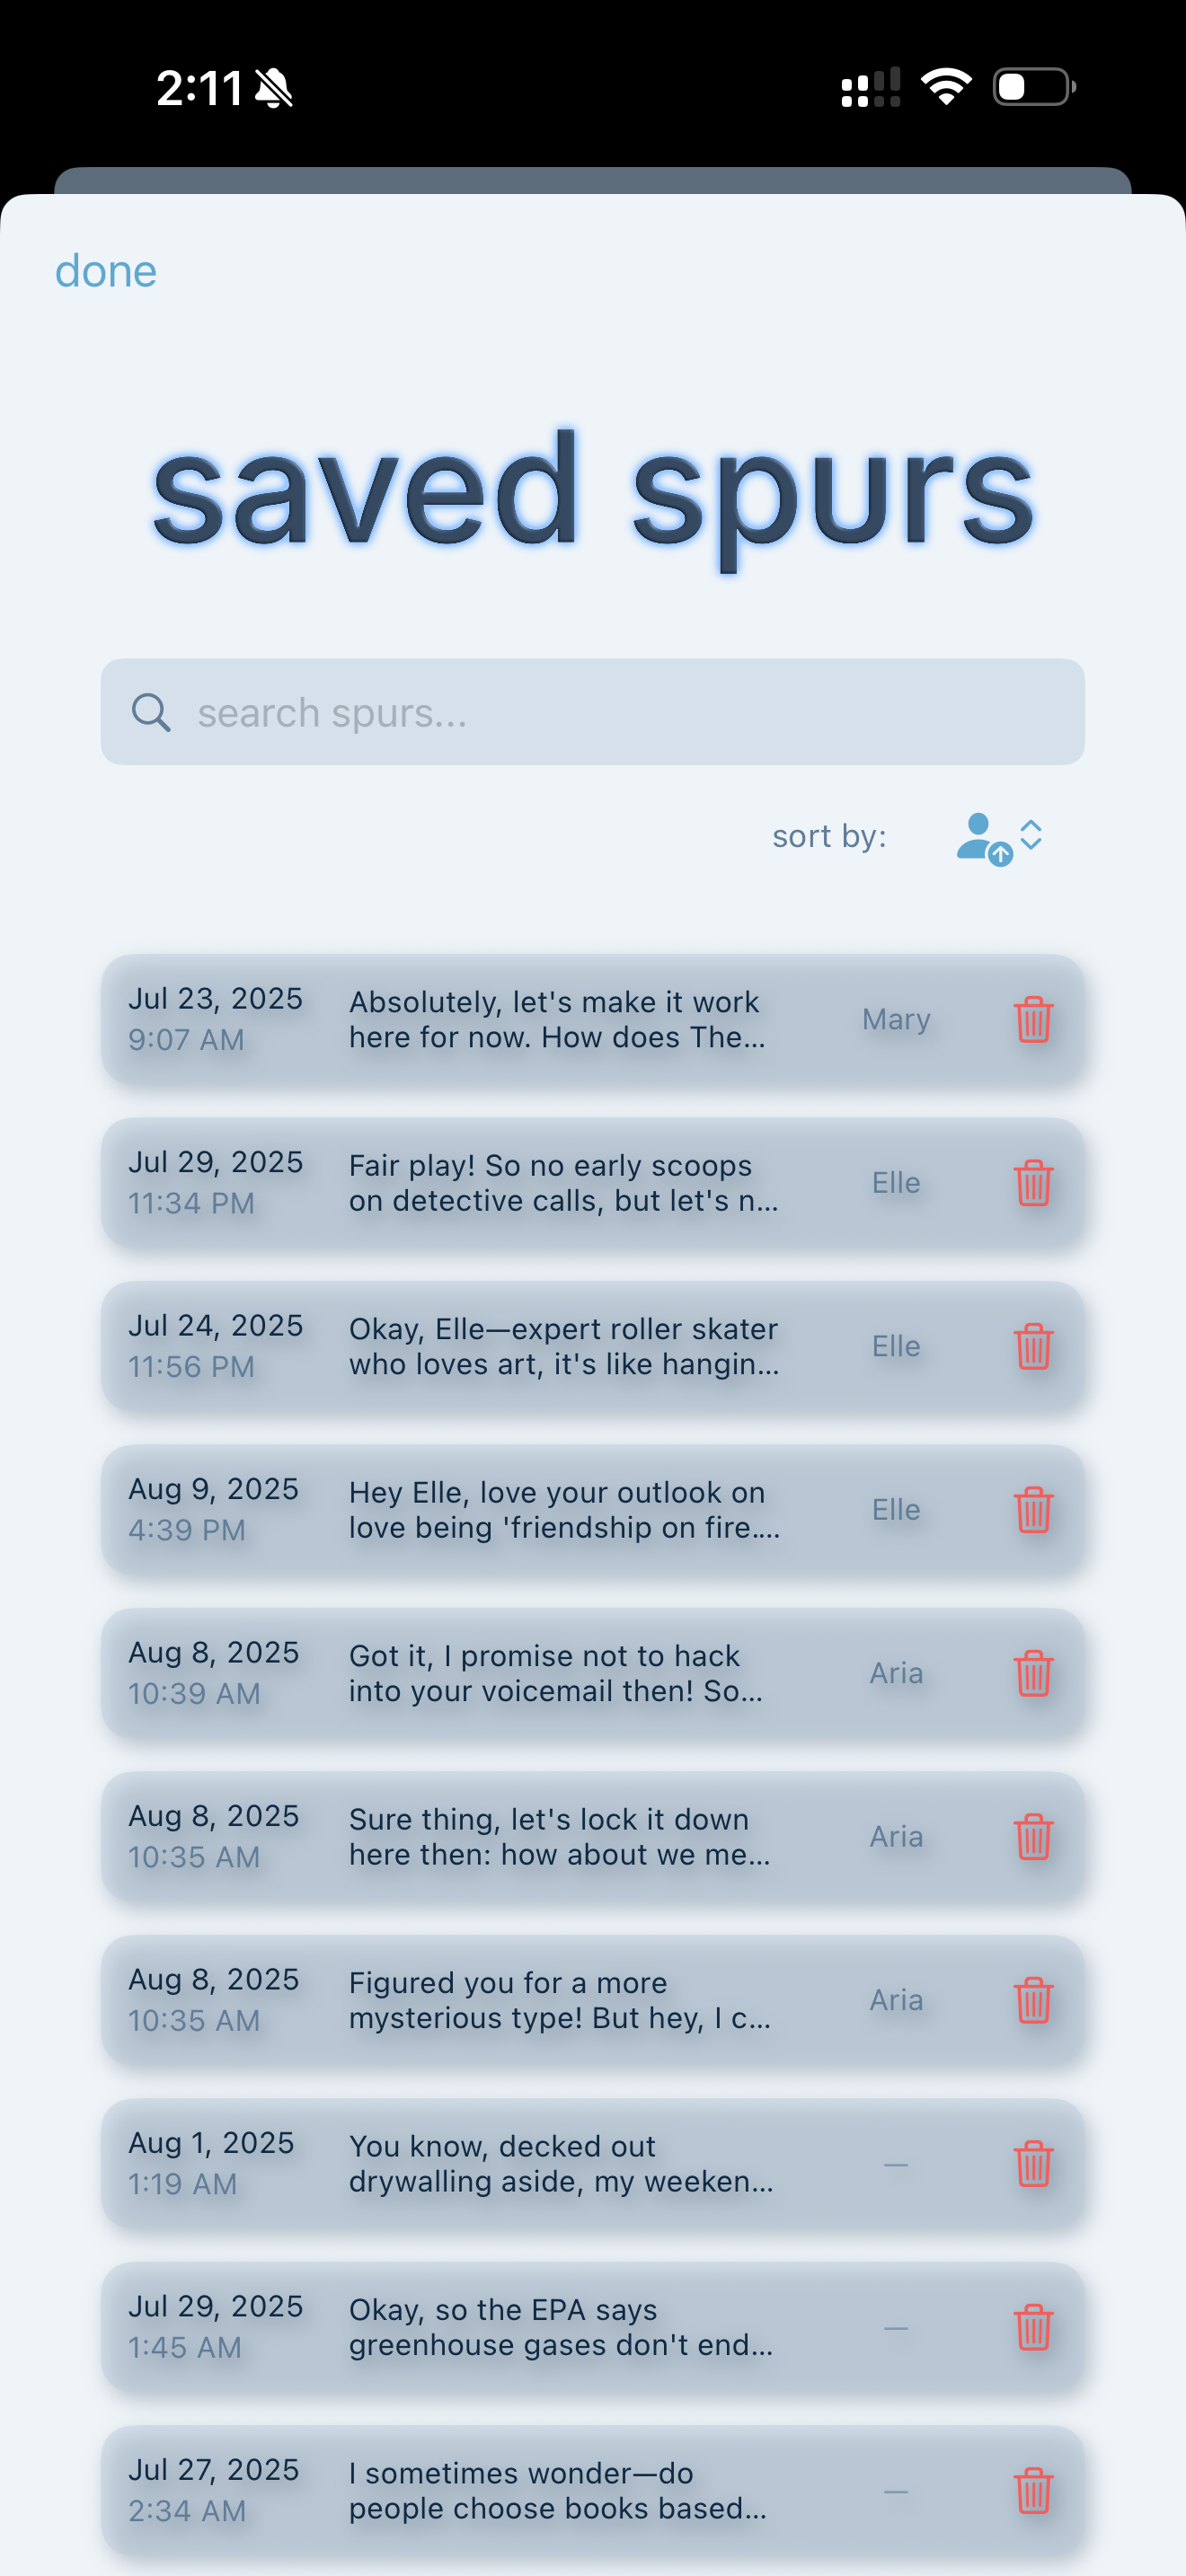 2:11
done
saved spurs
search spurs...
sort by:
Jul 23, 2025
9:07 AM
Absolutely, let's make it work
here for now. How does The...
Mary
Jul 29, 2025
11:34 PM
Fair play! So no early scoops
on detective calls, but let's n...
Elle
Jul 24, 2025
11:56 PM
Okay, Elle—expert roller skater
who loves art, it's like hangin...
Elle
Aug 9, 2025
4:39 PM
Hey Elle, love your outlook on
love being 'friendship on fire....
Elle
Aug 8, 2025
10:39 AM
Got it, I promise not to hack
into your voicemail then! So...
Aria
Aug 8, 2025
10:35 AM
Sure thing, let's lock it down
here then: how about we me...
Aria
Aug 8, 2025
10:35 AM
Figured you for a more
mysterious type! But hey, I c...
Aria
Aug 1, 2025
1:19 AM
You know, decked out
drywalling aside, my weeken...
—
Jul 29, 2025
1:45 AM
Okay, so the EPA says
greenhouse gases don't end...
—
Jul 27, 2025
2:34 AM
I sometimes wonder—do
people choose books based...
—